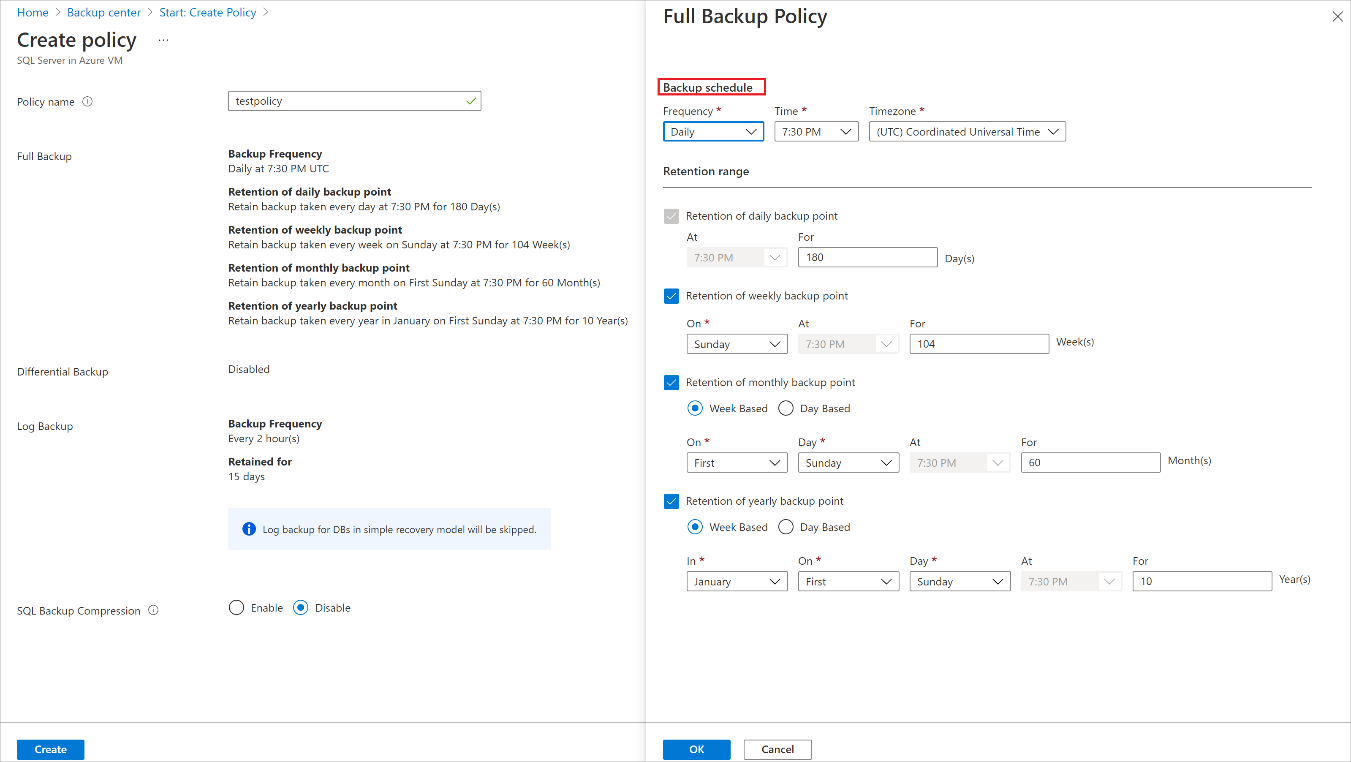 Home > Backup center > Start: Create Policy >
Create policy ...
SQL Server in Azure VM
Policy name
testpolicy
Full Backup
Backup Frequency
Daily at 7:30 PM UTC
Retention of daily backup point
Retain backup taken every day at 7:30 PM for 180 Day(s)
Retention of weekly backup point
Retain backup taken every week on Sunday at 7:30 PM for 104 Week(s)
Retention of monthly backup point
Retain backup taken every month on First Sunday at 7:30 PM for 60 Month(s)
Retention of yearly backup point
Retain backup taken every year in January on First Sunday at 7:30 PM for 10 Year(s)
Differential Backup
Disabled
Log Backup
Backup Frequency
Every 2 hour(s)
Retained for
15 days
Log backup for DBs in simple recovery model will be skipped.
SQL Backup Compression
Enable Disable
Create
Full Backup Policy
Backup schedule
Frequency * Time * Timezone *
Daily 7:30 PM (UTC) Coordinated Universal Time
Retention range
Retention of daily backup point
At For
7:30 PM 180 Day(s)
Retention of weekly backup point
On * At For
Sunday 7:30 PM 104 Week(s)
Retention of monthly backup point
Week Based Day Based
On * Day * At For
First Sunday 7:30 PM 60 Month(s)
Retention of yearly backup point
Week Based Day Based
In * On * Day * At For
January First Sunday 7:30 PM 10 Year(s)
OK Cancel